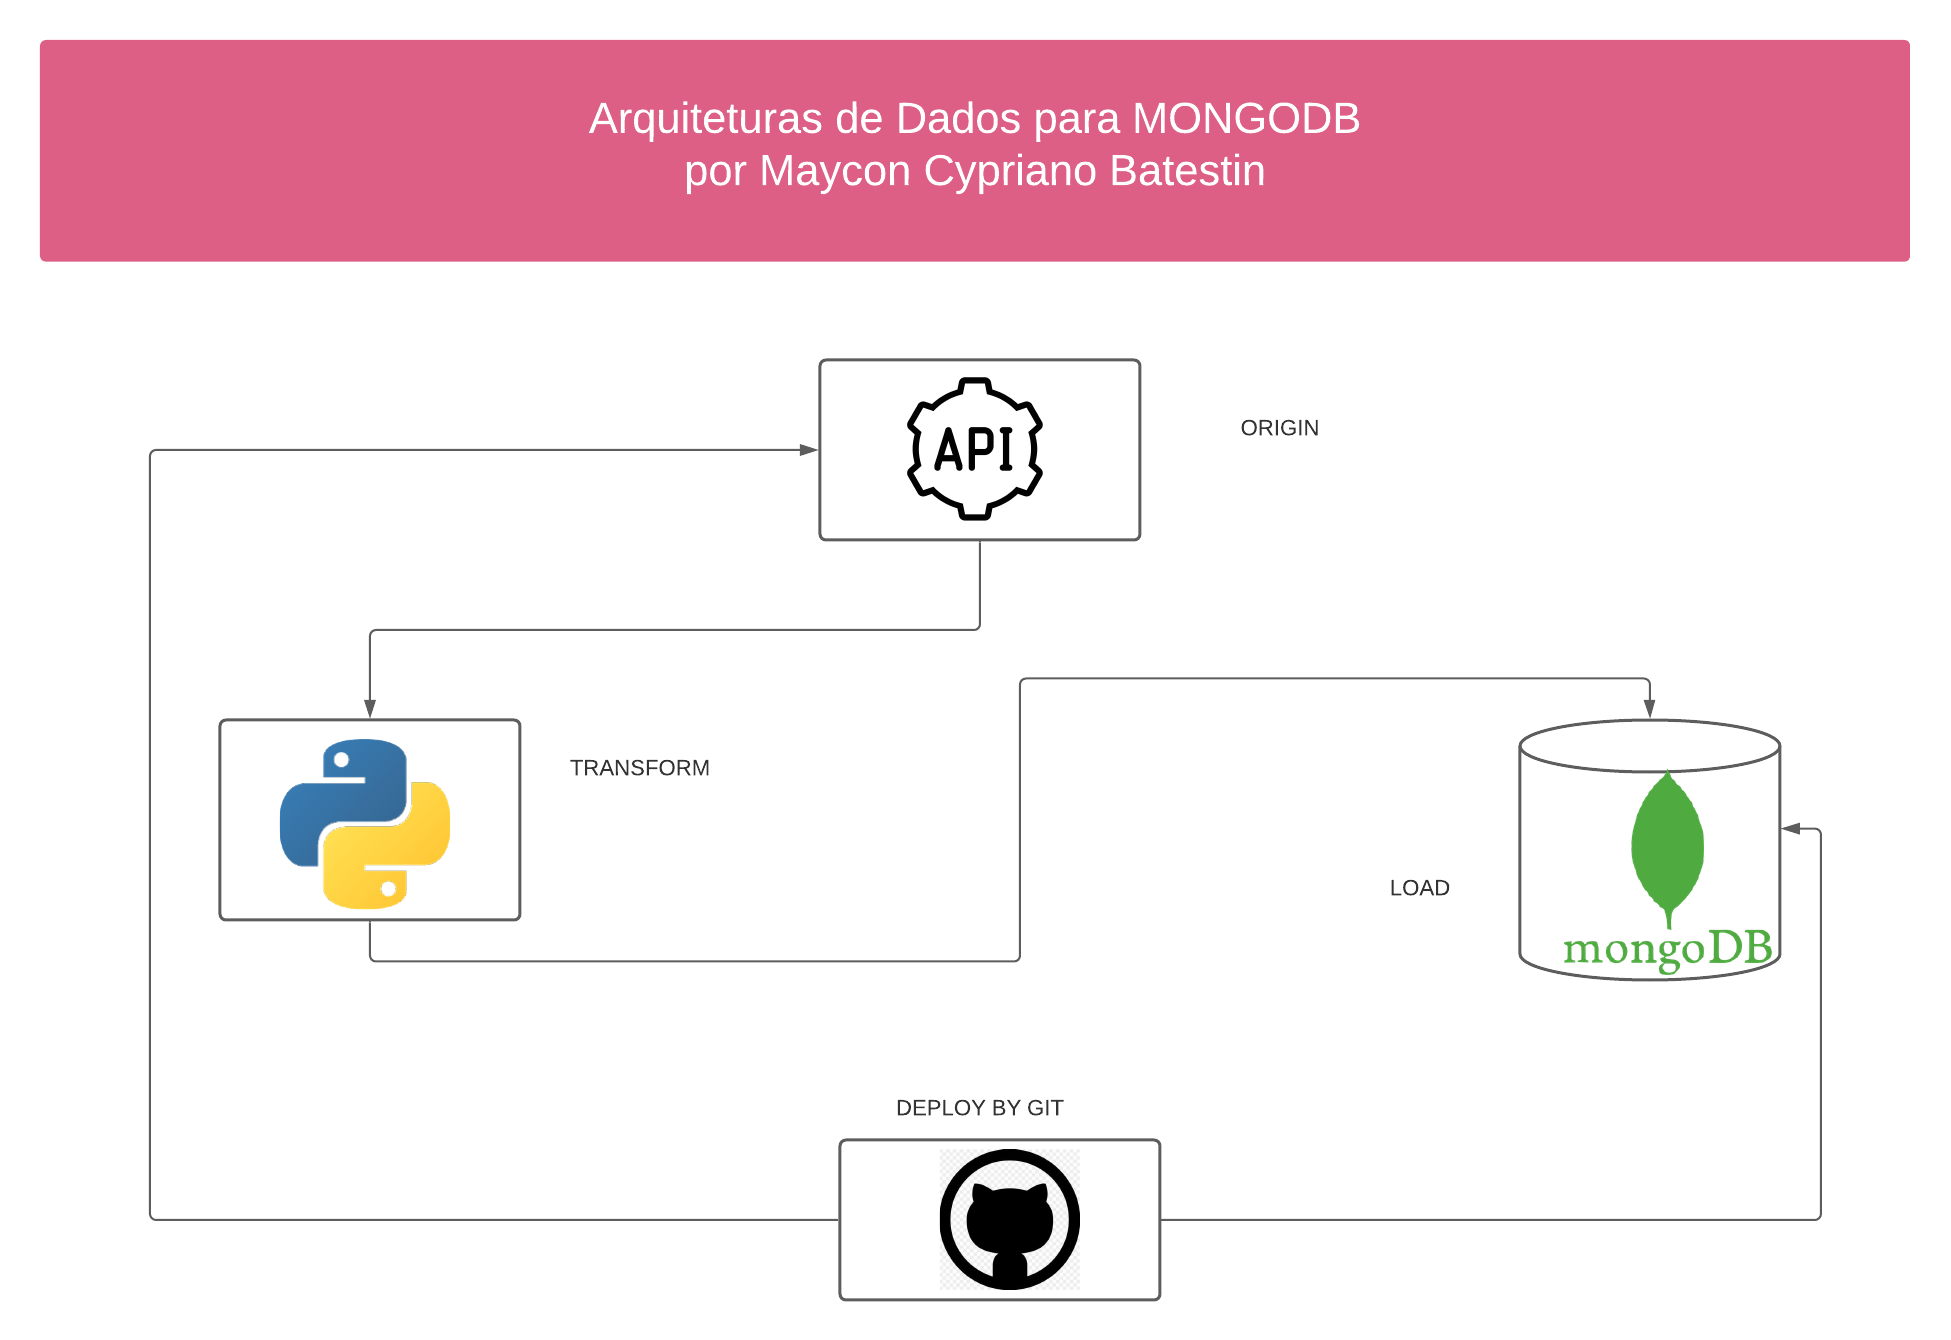 Arquiteturas de Dados para MONGODB
por Maycon Cypriano Batestin
API
ORIGIN
TRANSFORM
LOAD
mongoDB
DEPLOY BY GIT